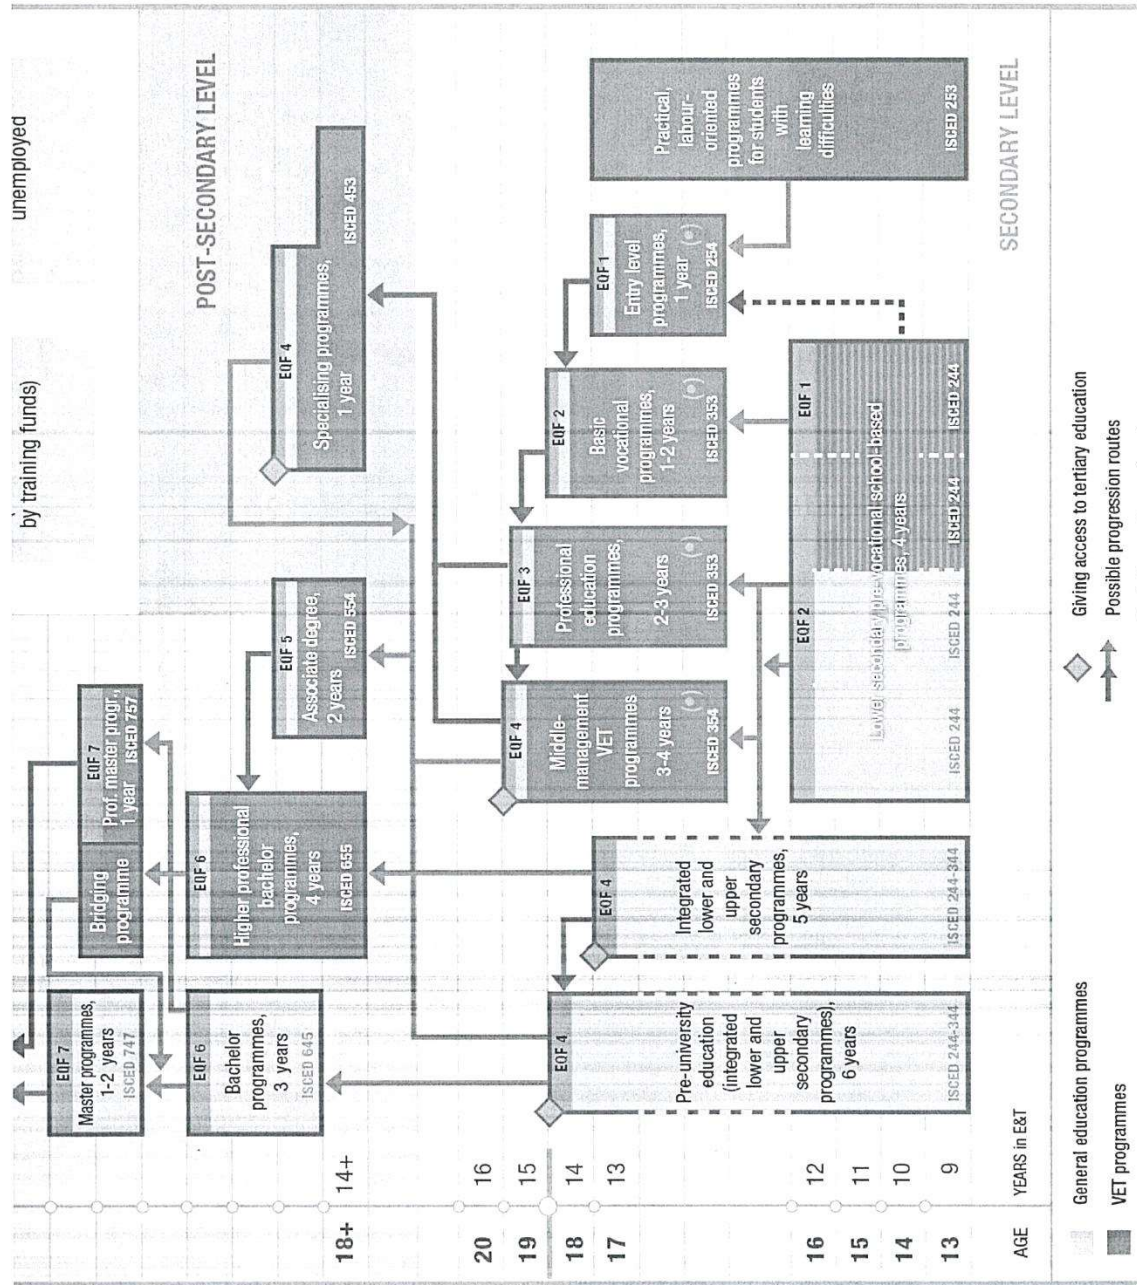 unemployed
by training funds)
POST-SECONDARY LEVEL
EQF 7
Master programmes,
1-2 years
ISCED 747
Bridging
programme
EQF 7
Prof. master progr.,
1 year ISCED 757
EQF 6
Bachelor
programmes,
3 years
ISCED 645
EQF 6
Higher professional
bachelor
programmes,
4 years
ISCED 655
EQF 5
Associate degree,
2 years ISCED 554
EQF 4
Specialising programmes,
1 year
ISCED 453
18+
14+
20
16
19
15
18
14
17
13
16
12
15
11
14
10
13
9
AGE
YEARS in E&T
EQF 4
Pre-university
education
(integrated
lower and
upper
secondary
programmes),
6 years
ISCED 244-344
EQF 4
Integrated
lower and
upper
secondary
programmes,
5 years
ISCED 244-344
EQF 4
Middle-
management
VET
programmes
3-4 years
ISCED 354
EQF 3
Professional
education
programmes,
2-3 years
ISCED 353
EQF 2
Basic
vocational
programmes,
1-2 years
ISCED 353
EQF 1
Entry level
programmes,
1 year
ISCED 254
Practical,
labour-
oriented
programmes
for students
with
learning
difficulties
ISCED 253
EQF 2
EQF 1
Lower secondary pre-vocational school-based
programmes, 4 years
ISCED 244
ISCED 244
ISCED 244
ISCED 244
SECONDARY LEVEL
General education programmes
VET programmes
Giving access to tertiary education
Possible progression routes